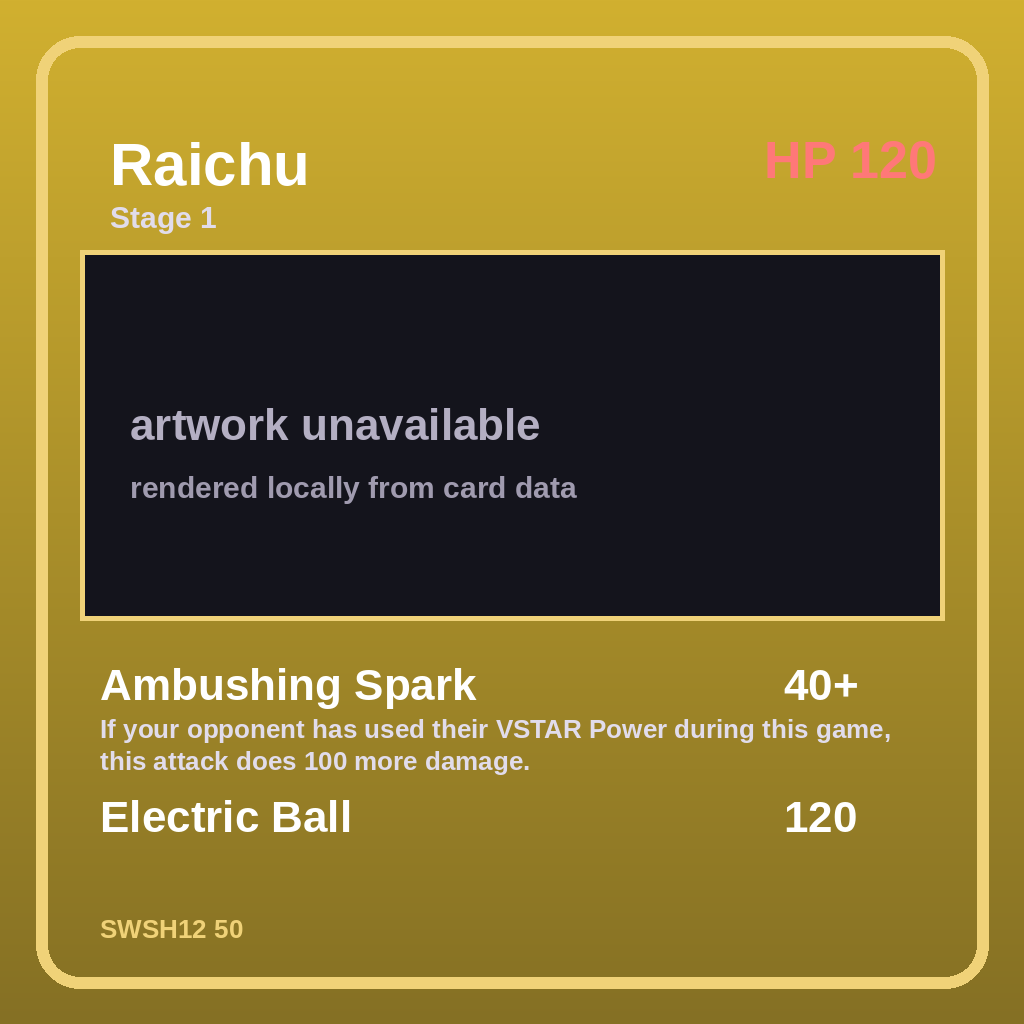 Raichu
HP 120
Stage 1
artwork unavailable
rendered locally from card data
Ambushing Spark 40+
If your opponent has used their VSTAR Power during this game,
this attack does 100 more damage.
Electric Ball 120
SWSH12 50